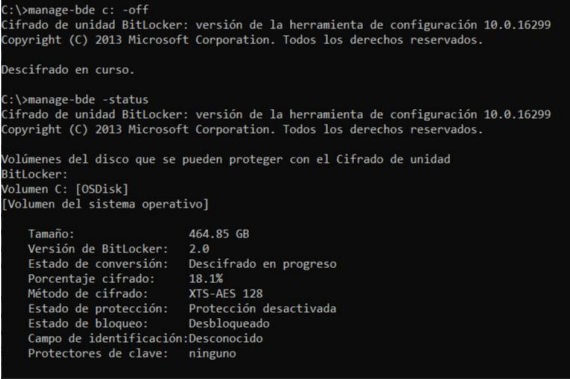 C:\>manage-bde c: -off
Cifrado de unidad BitLocker: versión de la herramienta de configuración 10.0.16299
Copyright (C) 2013 Microsoft Corporation. Todos los derechos reservados.
Descifrado en curso.
C:\>manage-bde -status
Cifrado de unidad BitLocker: versión de la herramienta de configuración 10.0.16299
Copyright (C) 2013 Microsoft Corporation. Todos los derechos reservados.
Volúmenes del disco que se pueden proteger con el Cifrado de unidad
BitLocker:
Volumen C: [OSDisk]
[Volumen del sistema operativo]
Tamaño: 464.85 GB
Versión de BitLocker: 2.0
Estado de conversión: Descifrado en progreso
Porcentaje cifrado: 18.1%
Método de cifrado: XTS-AES 128
Estado de protección: Protección desactivada
Estado de bloqueo: Desbloqueado
Campo de identificación:Desconocido
Protectores de clave: ninguno